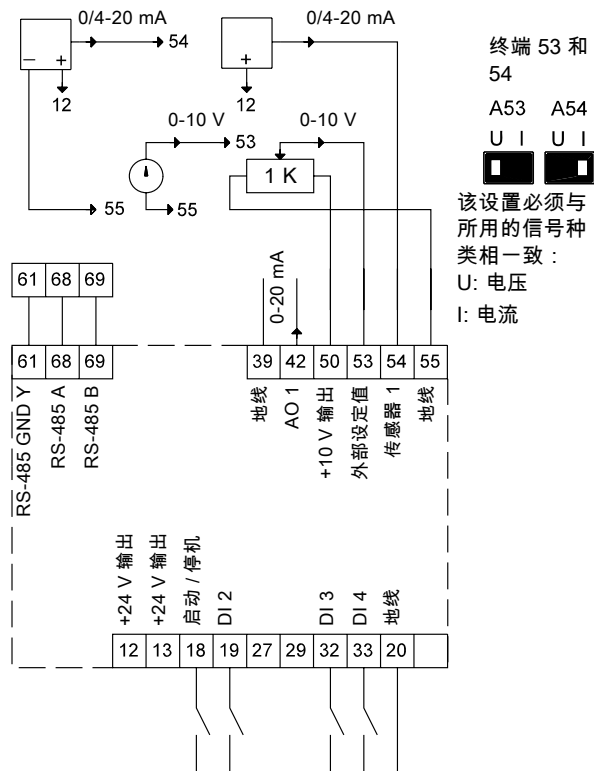 0/4-20 mA
54
− +
12
0/4-20 mA
+
12
0-10 V
53
55
55
0-10 V
1 K
终端 53 和
54
A53 A54
U I U I
该设置必须与
所用的信号种
类相一致：
U: 电压
I: 电流
61 68 69
0-20 mA
61 68 69
RS-485 GND Y
RS-485 A
RS-485 B
39 42 50 53 54 55
地线
AO 1
+10 V 输出
外部设定值
传感器 1
地线
+24 V 输出
+24 V 输出
启动 / 停机
DI 2
DI 3
DI 4
地线
12 13 18 19 27 29 32 33 20